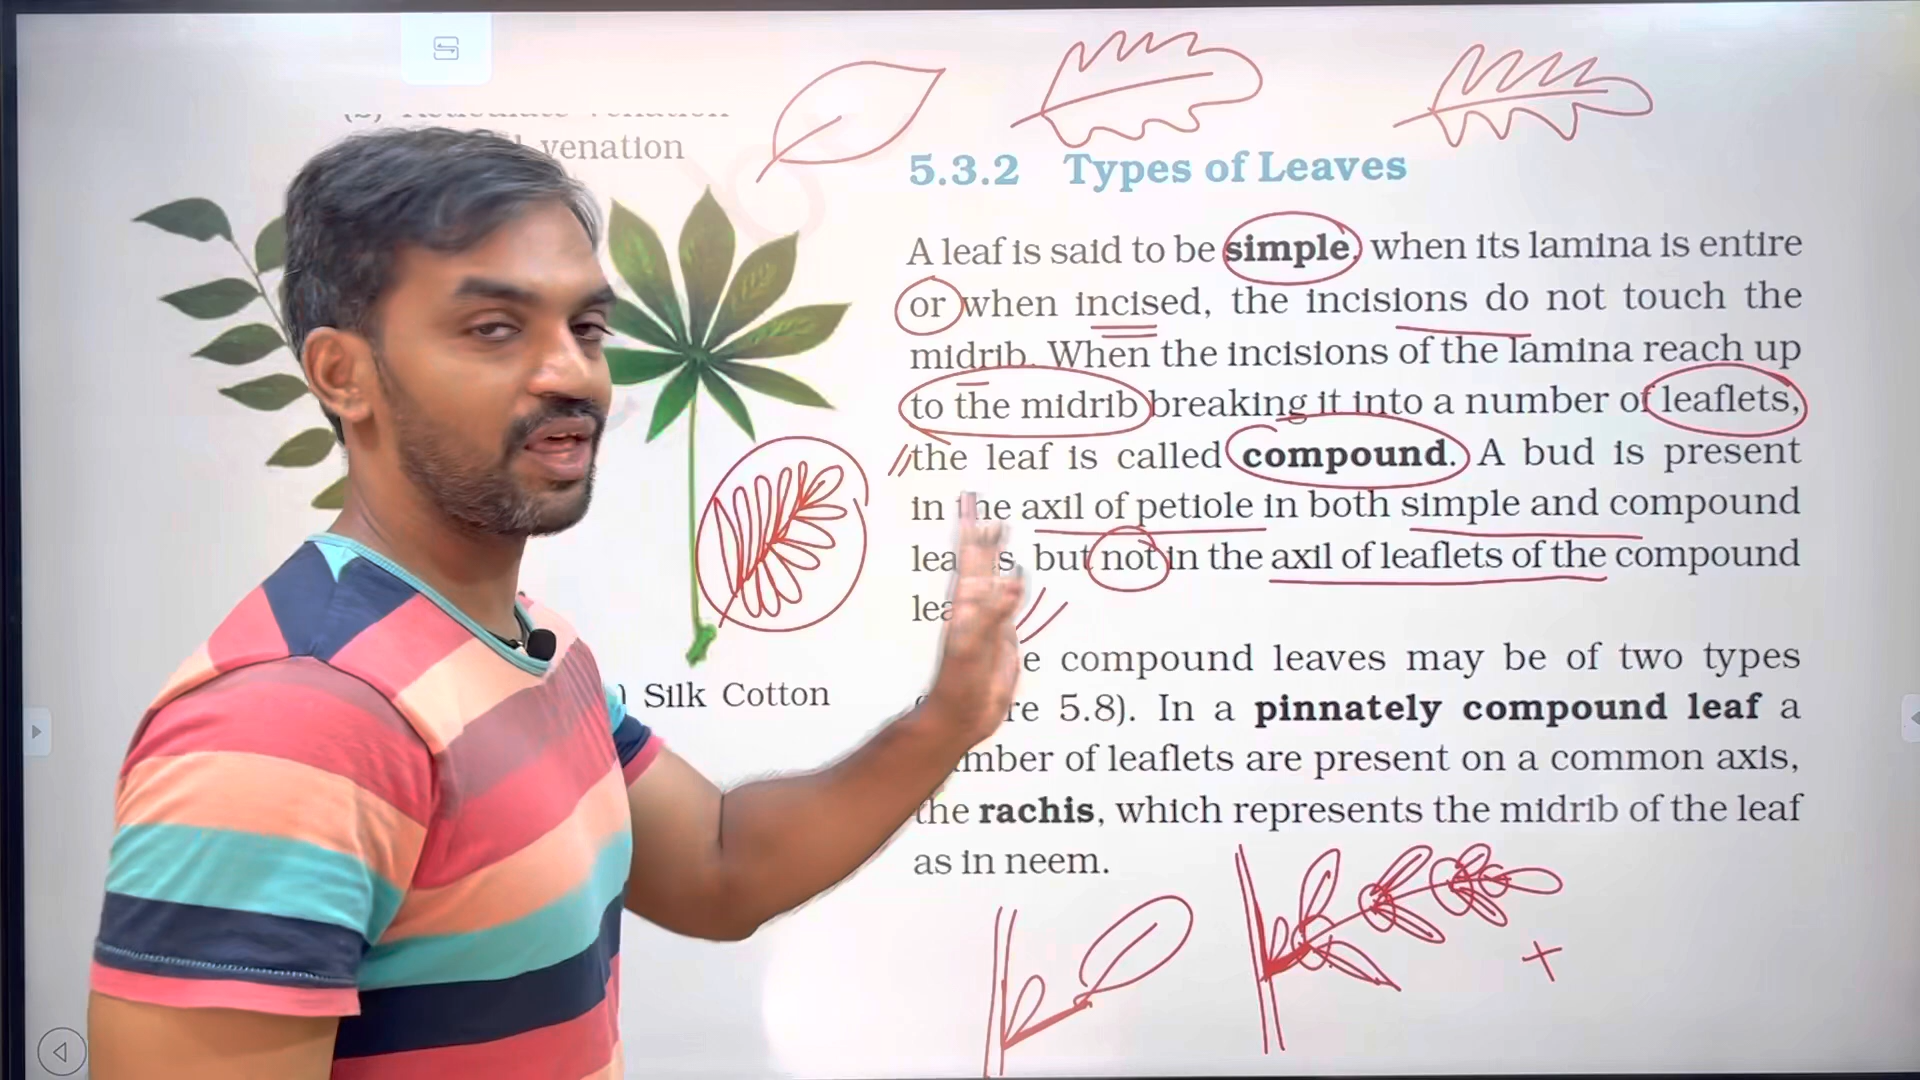 venation
5.3.2 Types of Leaves
A leaf is said to be simple, when its lamina is entire
or when incised, the incisions do not touch the
midrib. When the incisions of the lamina reach up
to the midrib breaking it into a number of leaflets,
the leaf is called compound. A bud is present
in the axil of petiole in both simple and compound
but not in the axil of leaflets of the compound
compound leaves may be of two types
5.8). In a pinnately compound leaf a
of leaflets are present on a common axis,
the rachis, which represents the midrib of the leaf
as in neem.
Silk Cotton